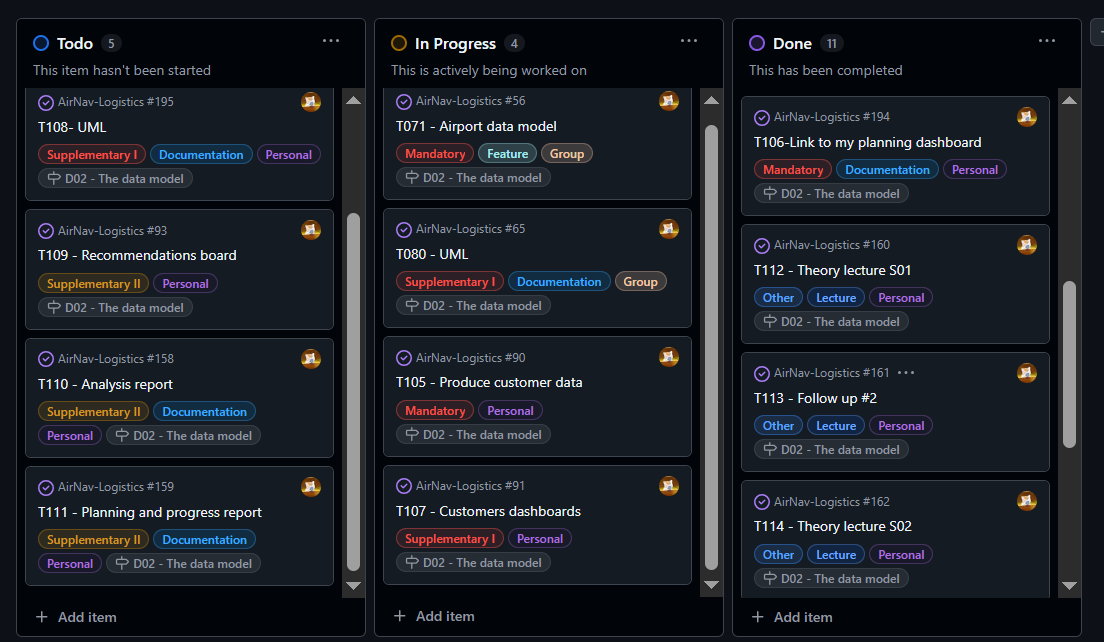 Todo 5
This item hasn't been started
AirNav-Logistics #195
T108- UML
Supplementary I Documentation Personal
D02 - The data model
AirNav-Logistics #93
T109 - Recommendations board
Supplementary II Personal
D02 - The data model
AirNav-Logistics #158
T110 - Analysis report
Supplementary II Documentation
Personal D02 - The data model
AirNav-Logistics #159
T111 - Planning and progress report
Supplementary II Documentation
Personal D02 - The data model
+ Add item
In Progress 4
This is actively being worked on
AirNav-Logistics #56
T071 - Airport data model
Mandatory Feature Group
D02 - The data model
AirNav-Logistics #65
T080 - UML
Supplementary I Documentation Group
D02 - The data model
AirNav-Logistics #90
T105 - Produce customer data
Mandatory Personal
D02 - The data model
AirNav-Logistics #91
T107 - Customers dashboards
Supplementary I Personal
D02 - The data model
+ Add item
Done 11
This has been completed
AirNav-Logistics #194
T106-Link to my planning dashboard
Mandatory Documentation Personal
D02 - The data model
AirNav-Logistics #160
T112 - Theory lecture S01
Other Lecture Personal
D02 - The data model
AirNav-Logistics #161
T113 - Follow up #2
Other Lecture Personal
D02 - The data model
AirNav-Logistics #162
T114 - Theory lecture S02
Other Lecture Personal
D02 - The data model
+ Add item